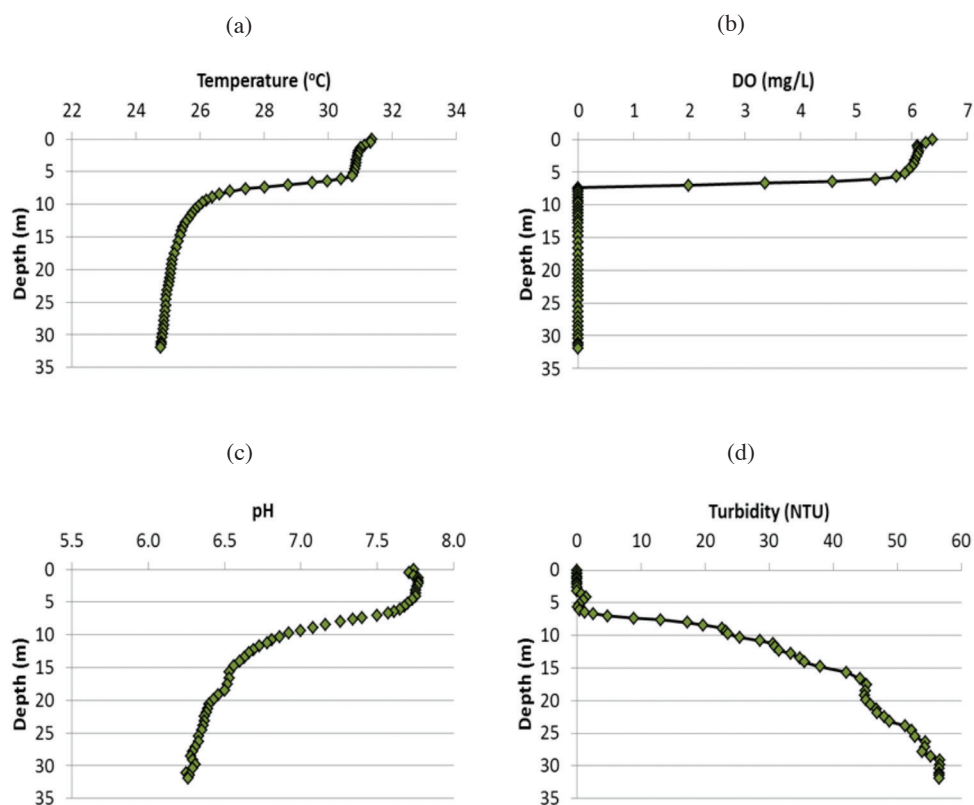 (a)
Temperature (°C)
22 24 26 28 30 32 34
0
5
10
15
20
25
30
35
Depth (m)
(b)
DO (mg/L)
0 1 2 3 4 5 6 7
0
5
10
15
20
25
30
35
Depth (m)
(c)
pH
5.5 6.0 6.5 7.0 7.5 8.0
0
5
10
15
20
25
30
35
Depth (m)
(d)
Turbidity (NTU)
0 10 20 30 40 50 60
0
5
10
15
20
25
30
35
Depth (m)